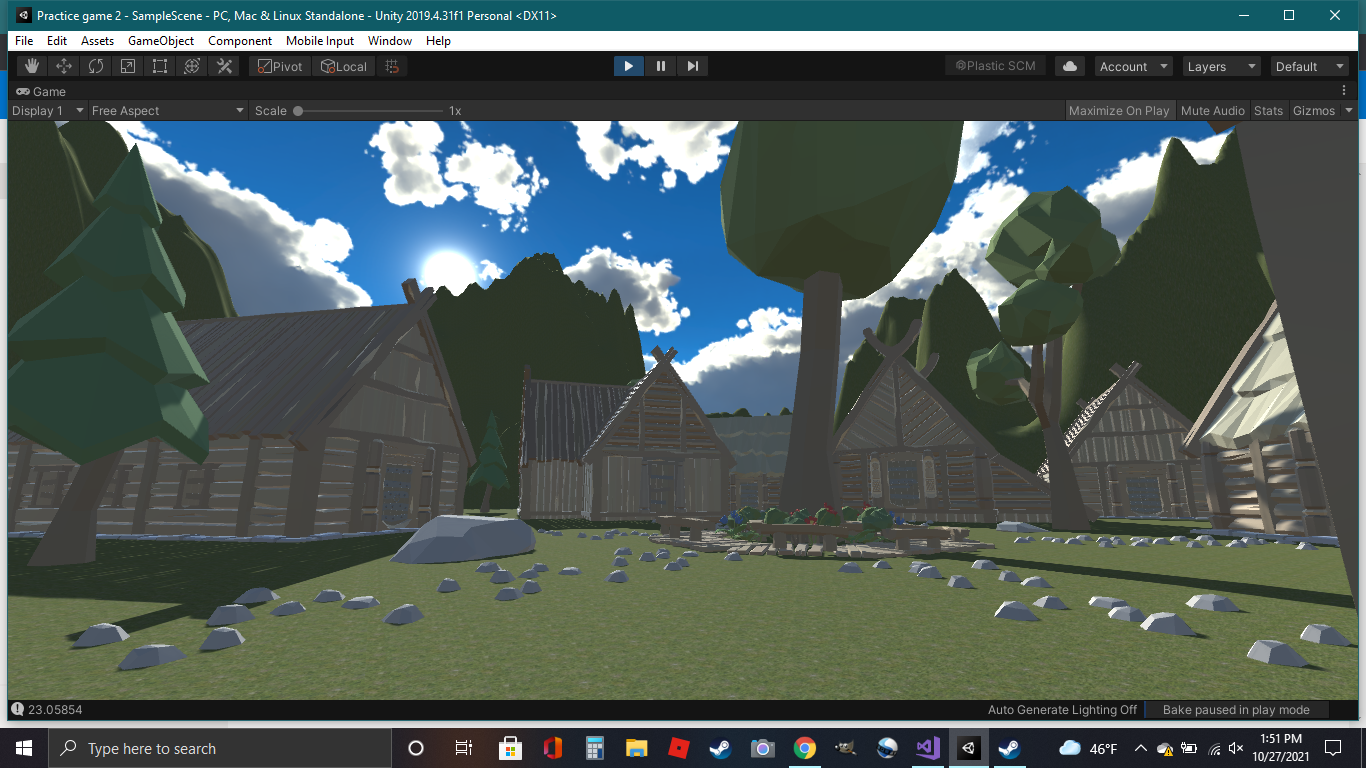 Practice game 2 - SampleScene - PC, Mac & Linux Standalone - Unity 2019.4.31f1 Personal <DX11>
File Edit Assets GameObject Component Mobile Input Window Help
Pivot Local Plastic SCM Account Layers Default
Game
Display 1 Free Aspect Scale 1x Maximize On Play Mute Audio Stats Gizmos
23.05854 Auto Generate Lighting Off Bake paused in play mode
Type here to search 46°F 1:51 PM
10/27/2021